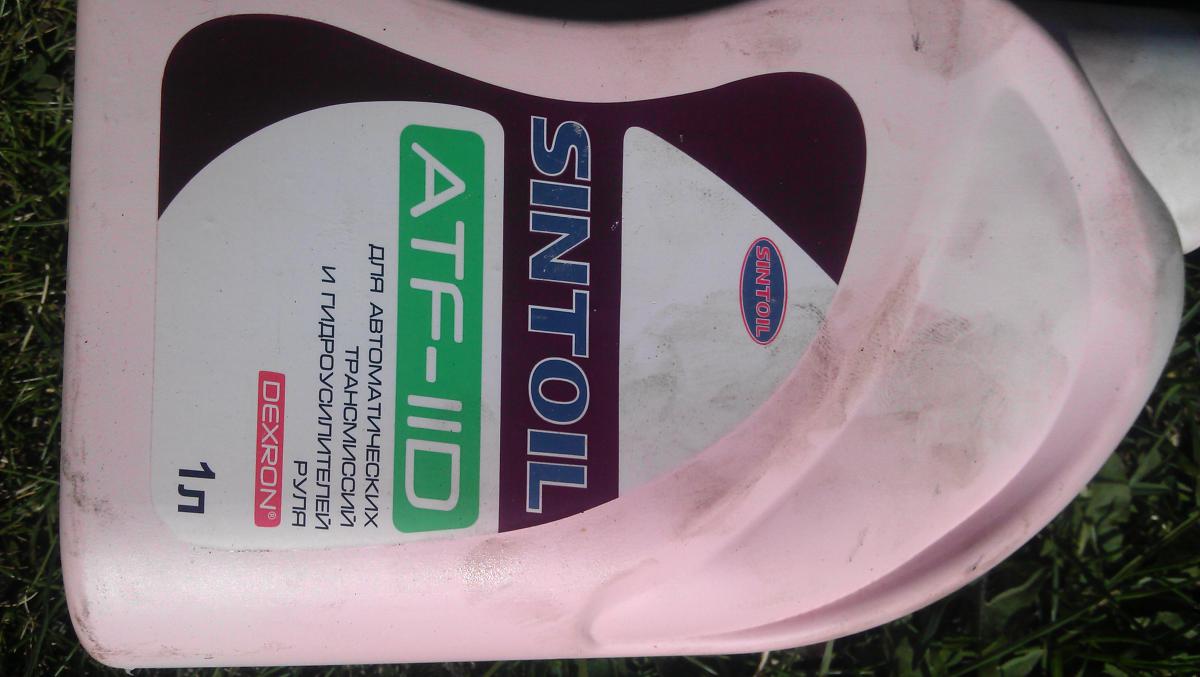 SINTOIL
SINTOIL
ATF-IID
ДЛЯ АВТОМАТИЧЕСКИХ
ТРАНСМИССИЙ
И ГИДРОУСИЛИТЕЛЕЙ
РУЛЯ
DEXRON®
1л